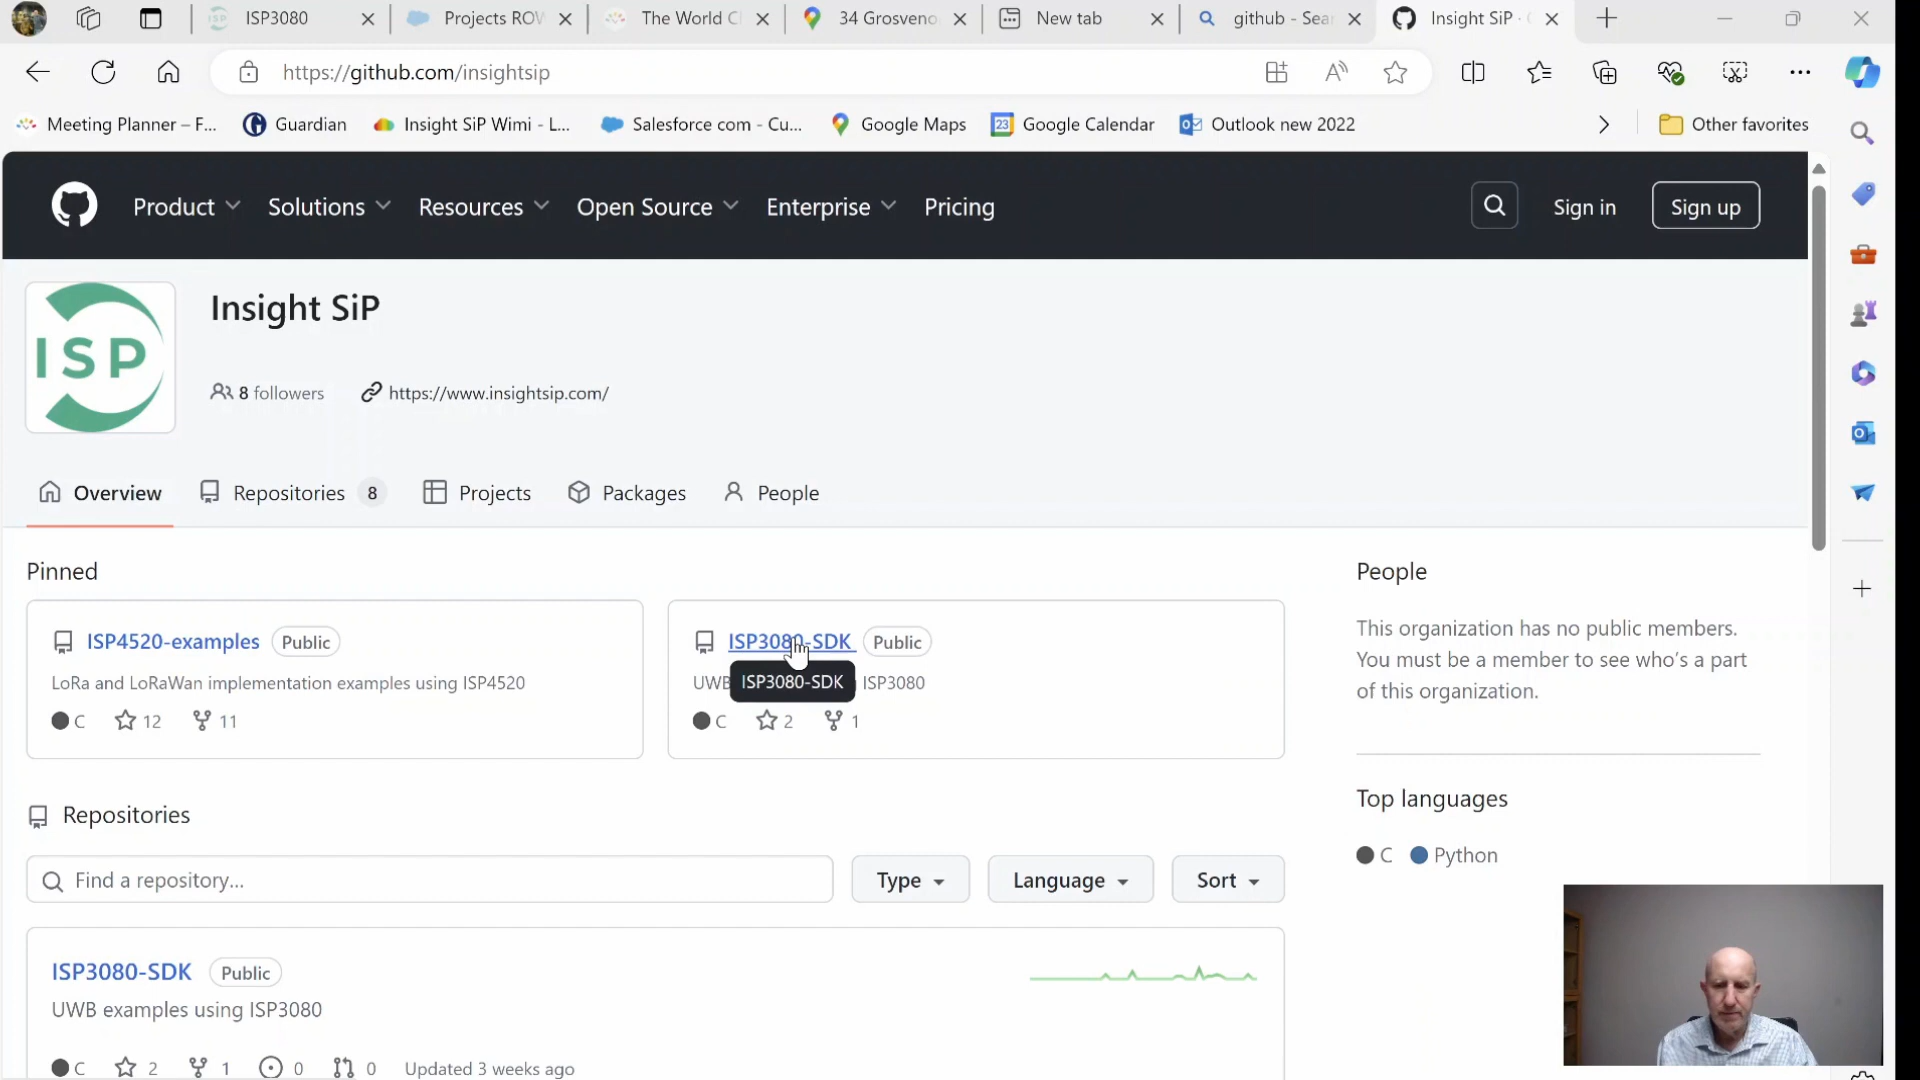 ISP3080
Projects ROV
The World C
34 Grosveno
New tab
github - Sea
Insight SiP ·
https://github.com/insightsip
Meeting Planner – F...
Guardian
Insight SiP Wimi - L...
Salesforce com - Cu...
Google Maps
23
Google Calendar
Outlook new 2022
Other favorites
Product
Solutions
Resources
Open Source
Enterprise
Pricing
Sign in
Sign up
ISP
Insight SiP
8 followers
https://www.insightsip.com/
Overview
Repositories 8
Projects
Packages
People
Pinned
ISP4520-examples Public
LoRa and LoRaWan implementation examples using ISP4520
C 12 11
ISP3080-SDK Public
UWB ISP3080
ISP3080-SDK
C 2 1
People
This organization has no public members.
You must be a member to see who's a part
of this organization.
Top languages
C Python
Repositories
Find a repository...
Type
Language
Sort
ISP3080-SDK Public
UWB examples using ISP3080
C 2 1 0 0 Updated 3 weeks ago